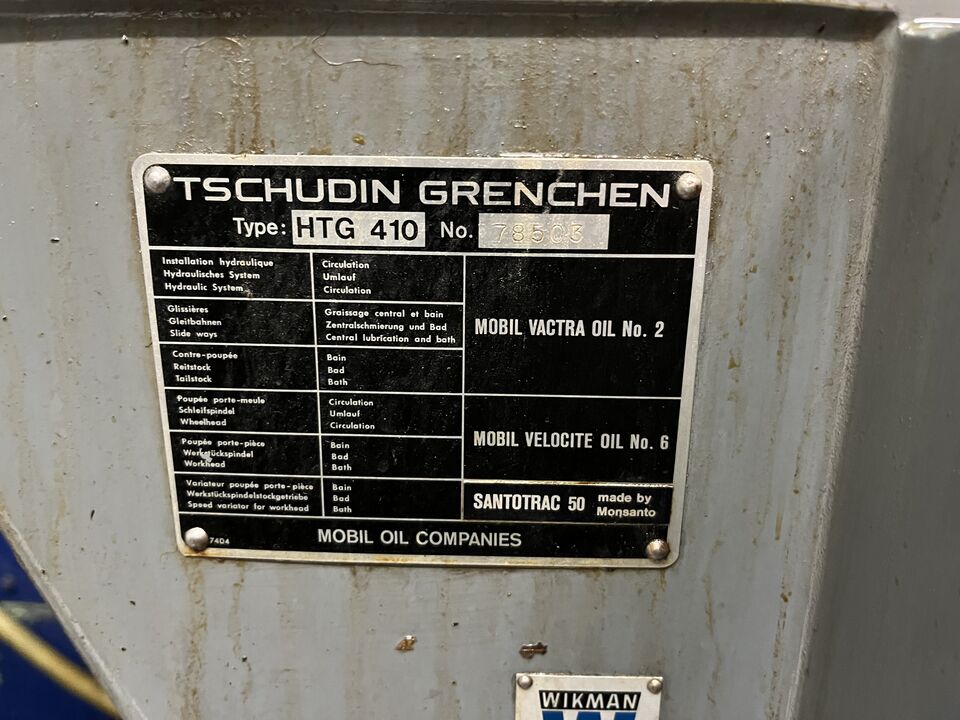 TSCHUDIN GRENCHEN
Type: HTG 410 No. 78503
Installation hydraulique
Hydraulisches System
Hydraulic System
Circulation
Umlauf
Circulation
Glissières
Gleitbahnen
Slide ways
Graissage central et bain
Zentralschmierung und Bad
Central lubrication and bath
Contre-poupée
Reitstock
Tailstock
Bain
Bad
Bath
MOBIL VACTRA OIL No. 2
Poupée porte-meule
Schleifspindel
Wheelhead
Circulation
Umlauf
Circulation
Poupée porte-pièce
Werkstückspindel
Workhead
Bain
Bad
Bath
MOBIL VELOCITE OIL No. 6
Variateur poupée porte-pièce
Werkstückspindelstockgetriebe
Speed variator for workhead
Bain
Bad
Bath
SANTOTRAC 50 made by
Monsanto
7404
MOBIL OIL COMPANIES
WIKMAN